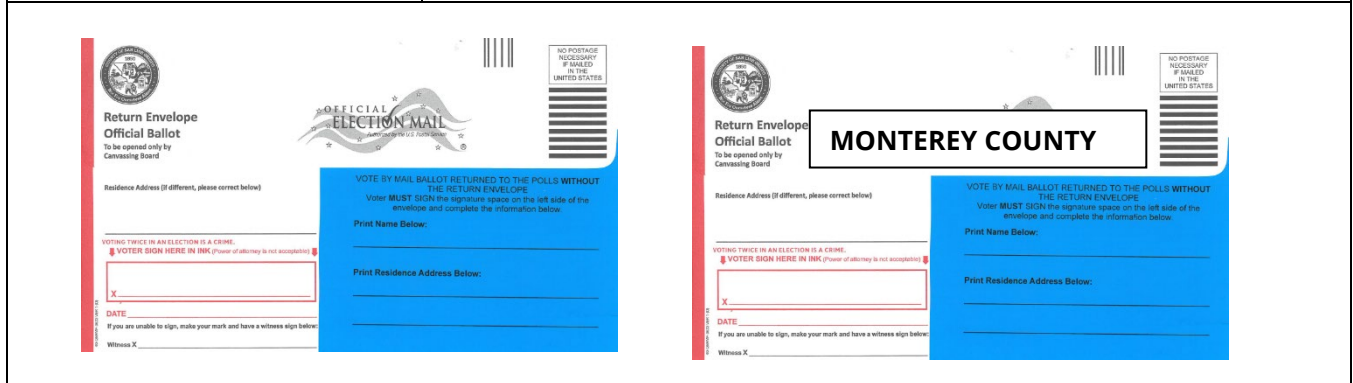 NO POSTAGE
NECESSARY
IF MAILED
IN THE
UNITED STATES
Return Envelope
Official Ballot
To be opened only by
Canvassing Board
OFFICIAL
ELECTION MAIL
Authorized by the U.S. Postal Service
®
Residence Address (If different, please correct below)
VOTING TWICE IN AN ELECTION IS A CRIME.
VOTER SIGN HERE IN INK (Power of attorney is not acceptable)
X
DATE
If you are unable to sign, make your mark and have a witness sign below:
Witness X
VOTE BY MAIL BALLOT RETURNED TO THE POLLS WITHOUT
THE RETURN ENVELOPE
Voter MUST SIGN the signature space on the left side of the
envelope and complete the information below.
Print Name Below:
Print Residence Address Below:
NO POSTAGE
NECESSARY
IF MAILED
IN THE
UNITED STATES
Return Envelope
Official Ballot
To be opened only by
Canvassing Board
MONTEREY COUNTY
Residence Address (If different, please correct below)
VOTING TWICE IN AN ELECTION IS A CRIME.
VOTER SIGN HERE IN INK (Power of attorney is not acceptable)
X
DATE
If you are unable to sign, make your mark and have a witness sign below:
Witness X
VOTE BY MAIL BALLOT RETURNED TO THE POLLS WITHOUT
THE RETURN ENVELOPE
Voter MUST SIGN the signature space on the left side of the
envelope and complete the information below.
Print Name Below:
Print Residence Address Below: